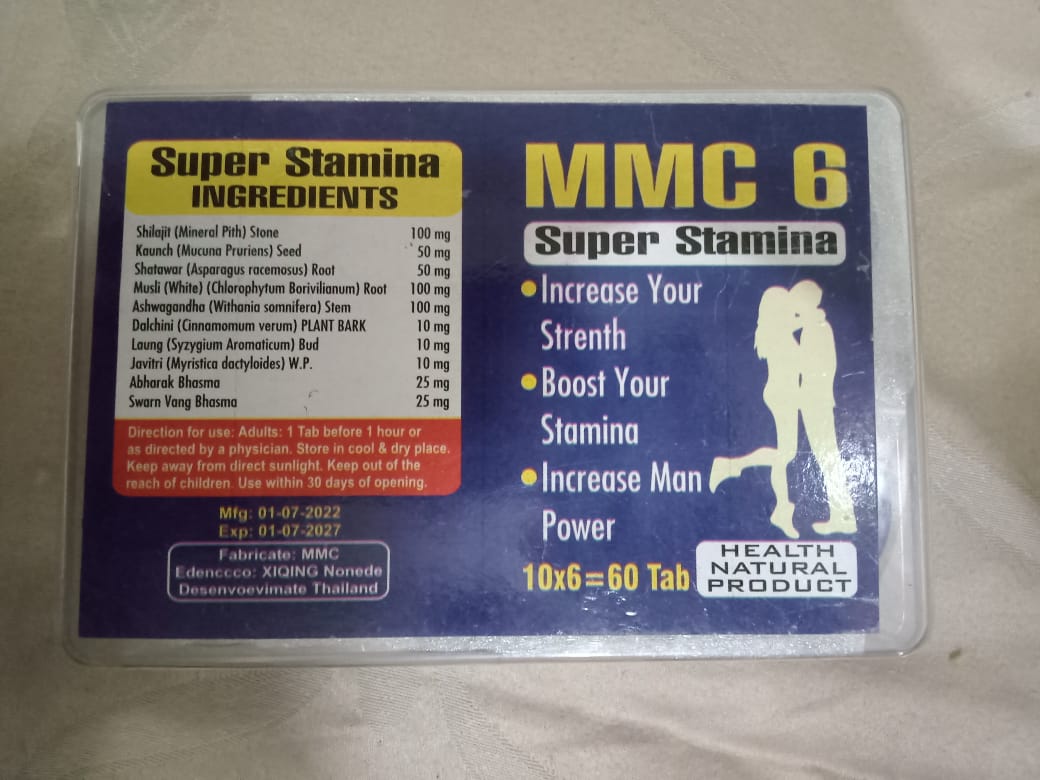 Super Stamina
INGREDIENTS
Shilajit (Mineral Pith) Stone 100 mg
Kaunch (Mucuna Pruriens) Seed 50 mg
Shatawar (Asparagus racemosus) Root 50 mg
Musli (White) (Chlorophytum Borivilianum) Root 100 mg
Ashwagandha (Withania somnifera) Stem 100 mg
Dalchini (Cinnamomum verum) PLANT BARK 10 mg
Laung (Syzygium Aromaticum) Bud 10 mg
Javitri (Myristica dactyloides) W.P. 10 mg
Abharak Bhasma 25 mg
Swarn Vang Bhasma 25 mg
Direction for use: Adults: 1 Tab before 1 hour or
as directed by a physician. Store in cool & dry place.
Keep away from direct sunlight. Keep out of the
reach of children. Use within 30 days of opening.
Mfg: 01-07-2022
Exp: 01-07-2027
Fabricate: MMC
Edenccco: XIQING Nonede
Desenvoevimate Thailand
MMC 6
Super Stamina
Increase Your
Strenth
Boost Your
Stamina
Increase Man
Power
10x6=60 Tab
HEALTH
NATURAL
PRODUCT